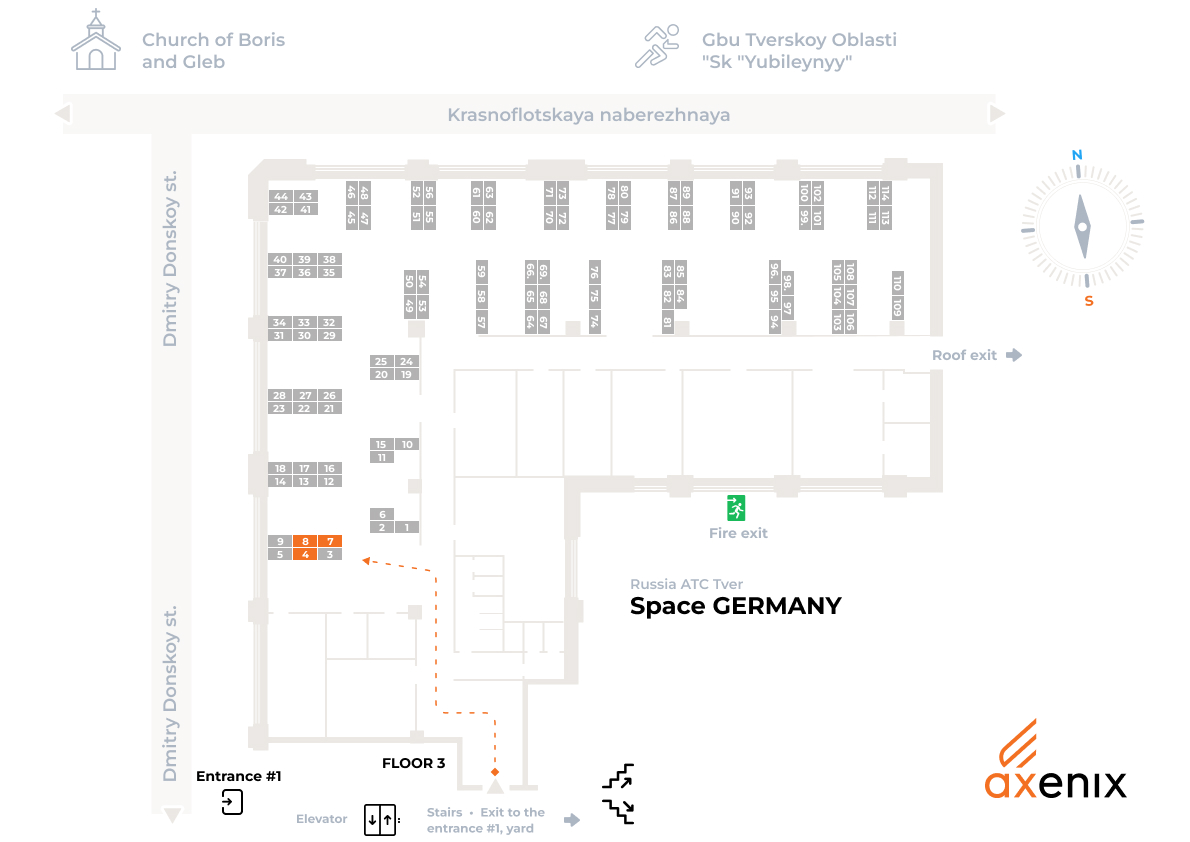 Church of Boris
and Gleb
Gbu Tverskoy Oblasti
"Sk "Yubileynyy"
Krasnoflotskaya naberezhnaya
Dmitry Donskoy st.
N
S
44 43
42 41
46 48
45 47
52 56
51 55
61 63
60 62
71 73
70 72
78 80
77 79
87 89
86 88
91 93
90 92
100 102
99. 101
112 114
111 113
40 39 38
37 36 35
50 54
49 53
59
58
57
66. 69.
65 68
64 67
76
75
74
83 85
82 84
81
96. 98.
95 97
94
105 108
104 107
103 106
110
109
34 33 32
31 30 29
Roof exit
25 24
20 19
28 27 26
23 22 21
15 10
11
18 17 16
14 13 12
6
2 1
9 8 7
5 4 3
Fire exit
Russia ATC Tver
Space GERMANY
Dmitry Donskoy st.
FLOOR 3
Entrance #1
Elevator
Stairs • Exit to the
entrance #1, yard
axenix